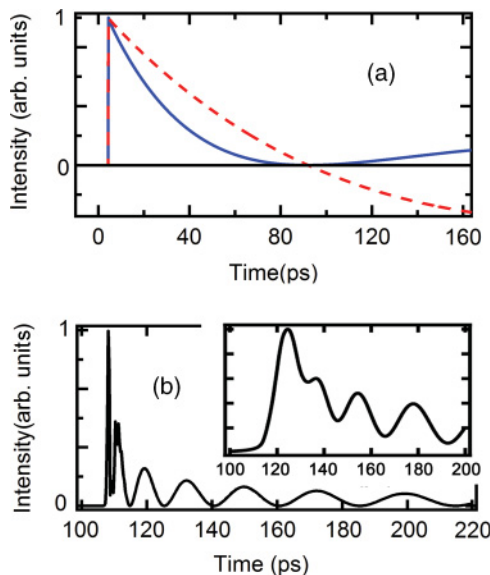 Intensity (arb. units)
1
0
(a)
0 40 80 120 160
Time(ps)
Intensity(arb. units)
1
0
(b)
100 120 140 160 180 200
100 120 140 160 180 200 220
Time (ps)